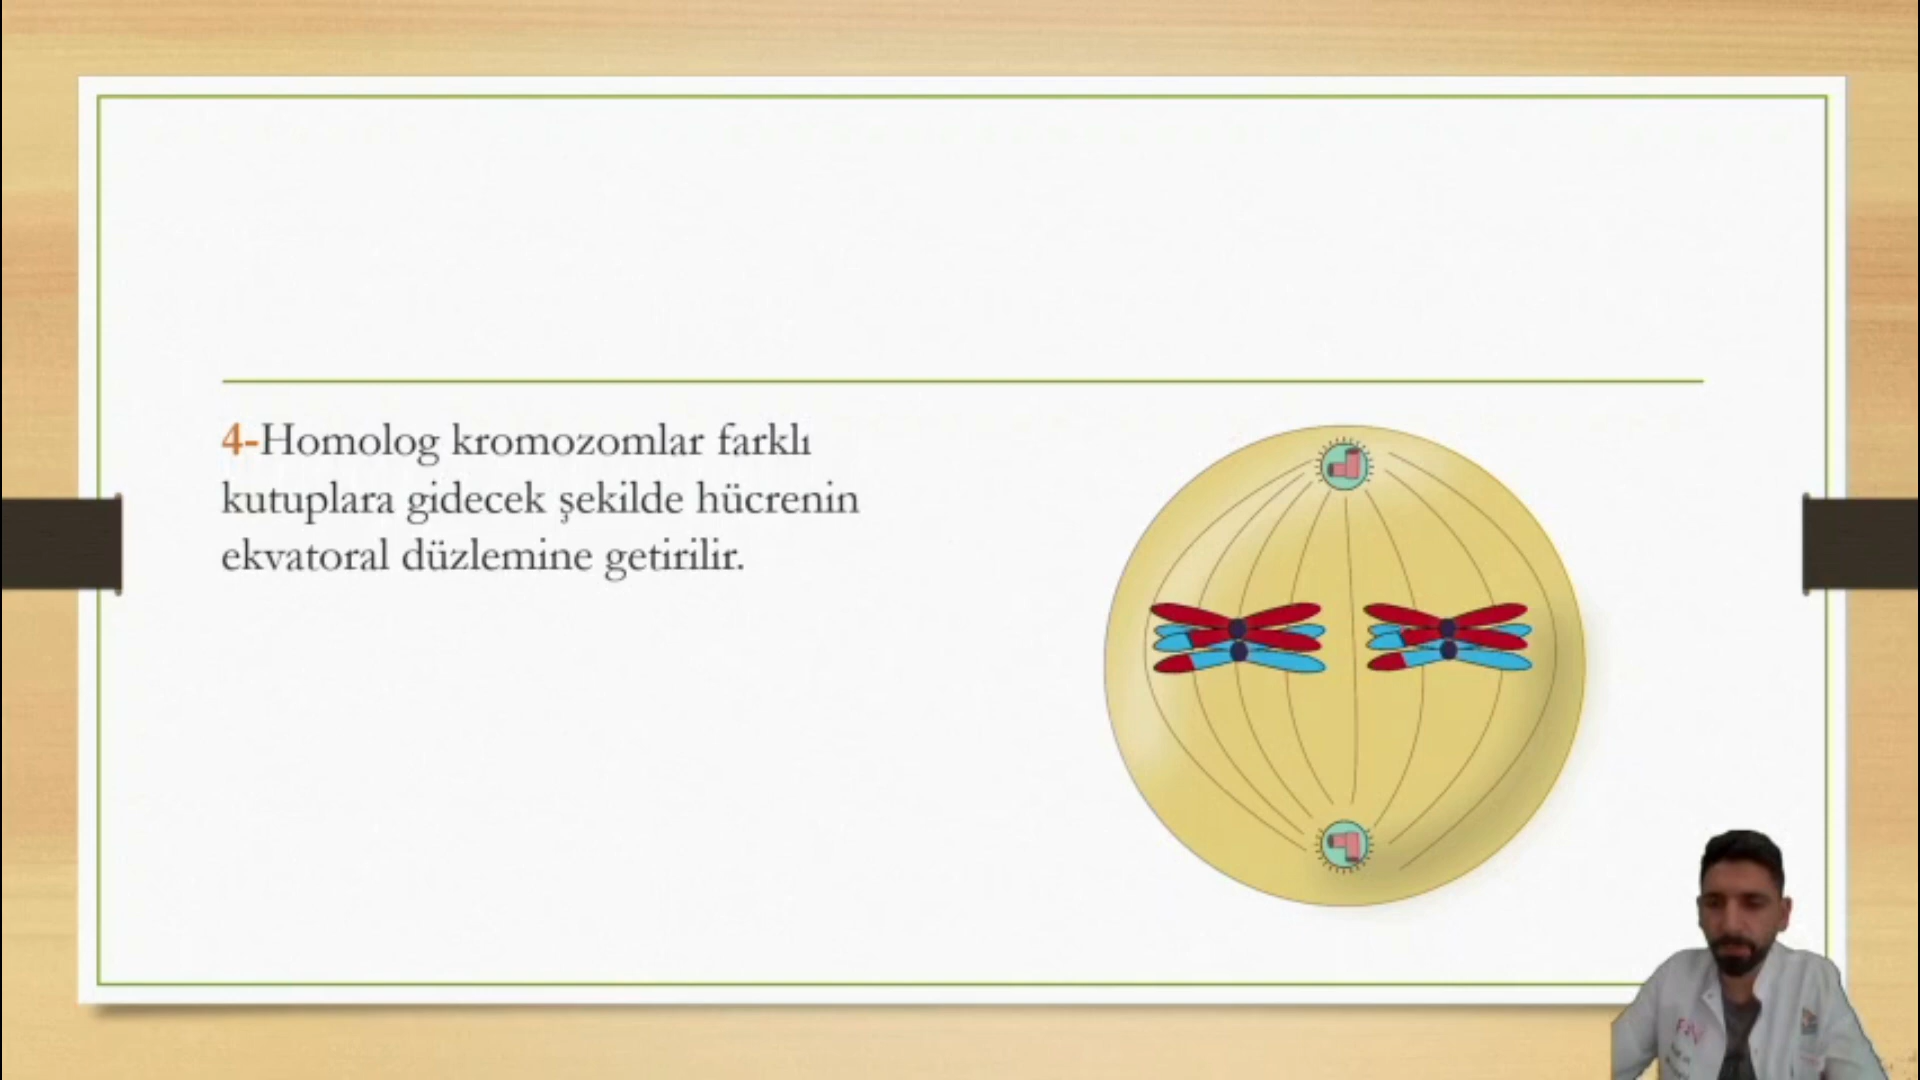 4-Homolog kromozomlar farklı
kutuplara gidecek şekilde hücrenin
ekvatoral düzlemine getirilir.